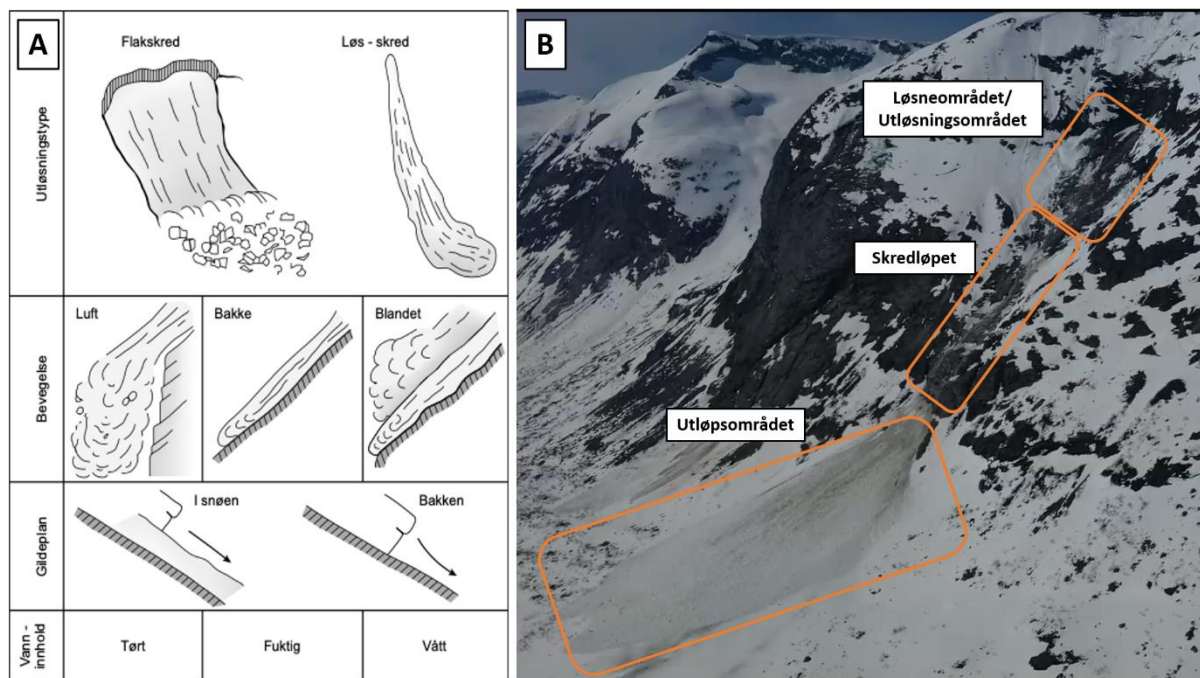 A
Flakskred
Løs - skred
Utløsningstype
Luft
Bakke
Blandet
Bevegelse
I snøen
Bakken
Gildeplan
Vann -
innhold
Tørt
Fuktig
Vått
B
Løsneområdet/
Utløsningsområdet
Skredløpet
Utløpsområdet